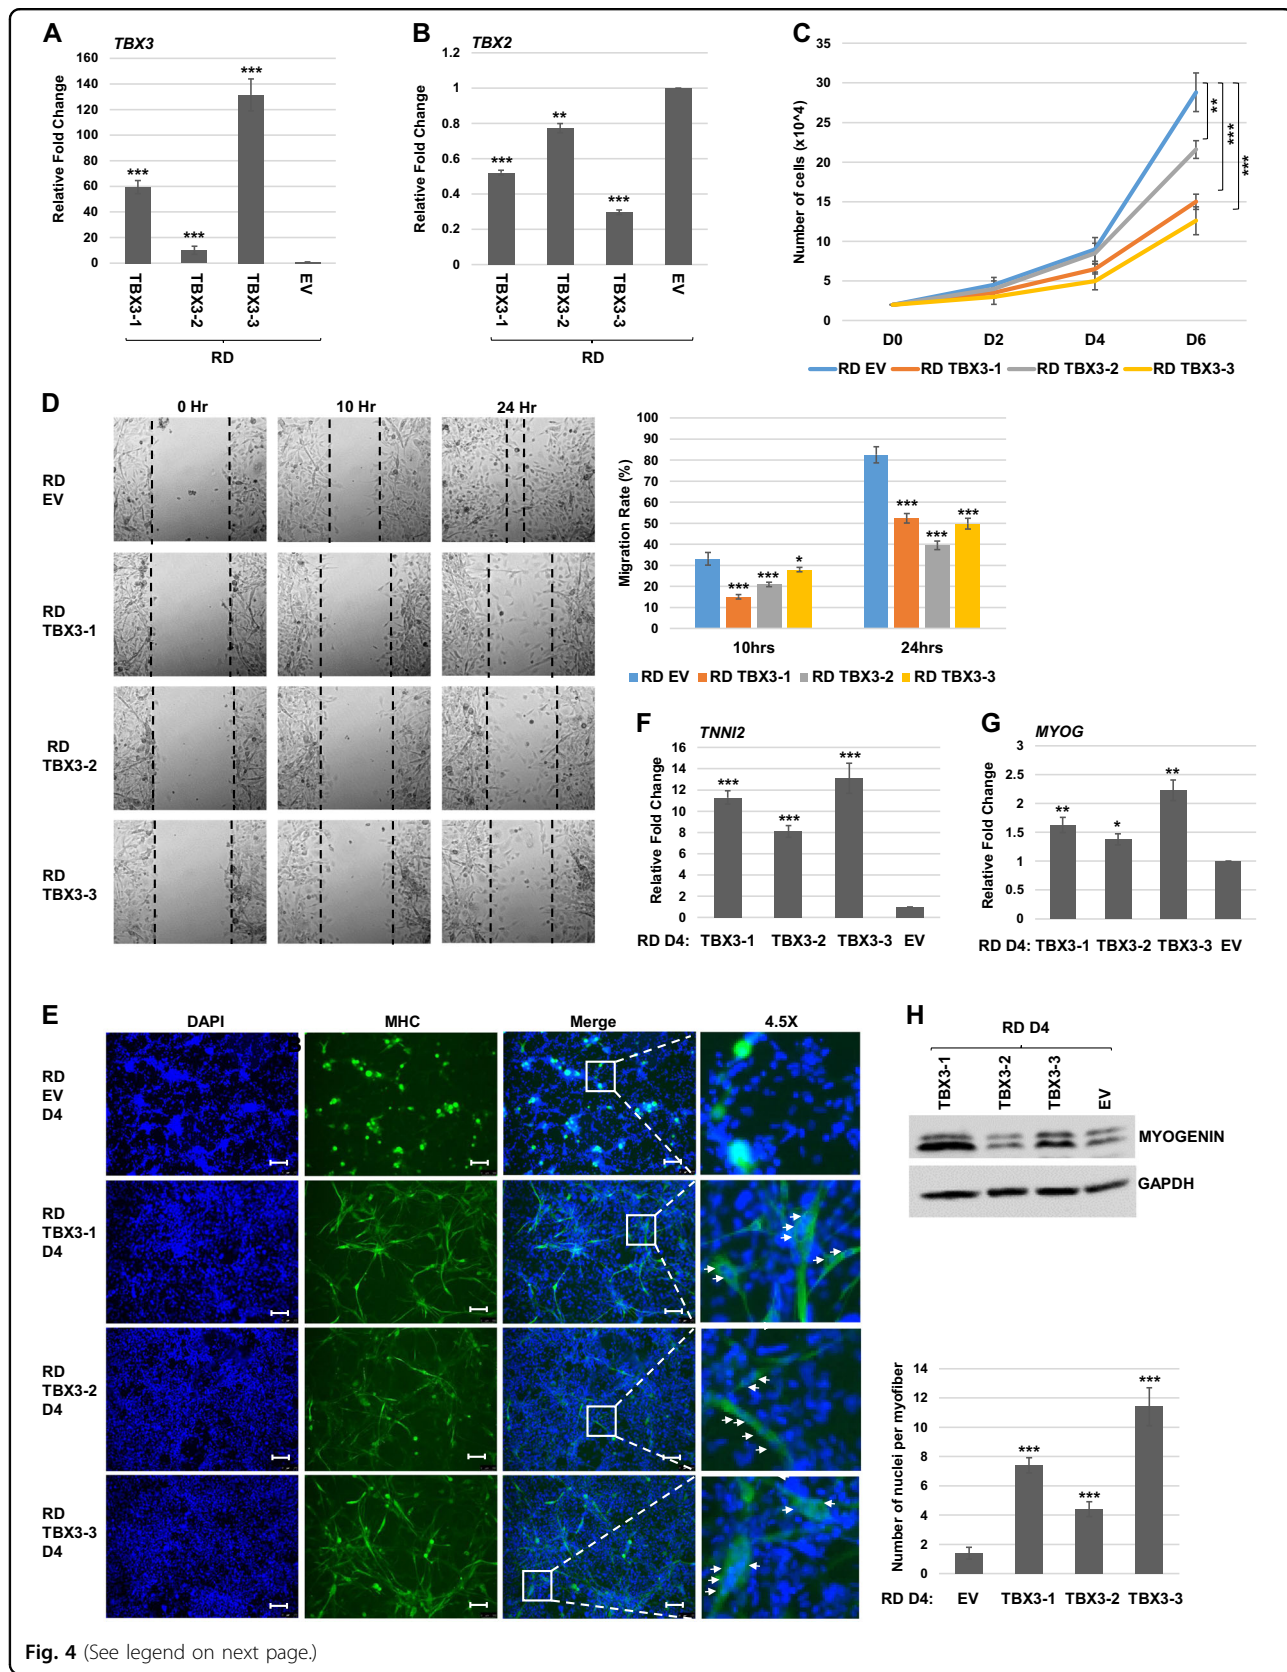 A
TBX3
Relative Fold Change
160
140
120
100
80
60
40
20
0
***
***
***
TBX3-1
TBX3-2
TBX3-3
EV
RD
B
TBX2
Relative Fold Change
1.2
1
0.8
0.6
0.4
0.2
0
***
**
***
TBX3-1
TBX3-2
TBX3-3
EV
RD
C
Number of cells (x10^4)
35
30
25
20
15
10
5
0
**
***
***
D0 D2 D4 D6
RD EV RD TBX3-1 RD TBX3-2 RD TBX3-3
D
0 Hr 10 Hr 24 Hr
RD
EV
RD
TBX3-1
RD
TBX3-2
RD
TBX3-3
Migration Rate (%)
100
90
80
70
60
50
40
30
20
10
0
*** *** *
*** *** ***
10hrs 24hrs
RD EV RD TBX3-1 RD TBX3-2 RD TBX3-3
F
TNNI2
Relative Fold Change
16
14
12
10
8
6
4
2
0
***
***
***
RD D4: TBX3-1 TBX3-2 TBX3-3 EV
G
MYOG
Relative Fold Change
3
2.5
2
1.5
1
0.5
0
**
*
**
RD D4: TBX3-1 TBX3-2 TBX3-3 EV
E
DAPI MHC Merge 4.5X
RD
EV
D4
RD
TBX3-1
D4
RD
TBX3-2
D4
RD
TBX3-3
D4
H
RD D4
TBX3-1
TBX3-2
TBX3-3
EV
MYOGENIN
GAPDH
Number of nuclei per myofiber
14
12
10
8
6
4
2
0
***
***
***
RD D4: EV TBX3-1 TBX3-2 TBX3-3
Fig. 4 (See legend on next page.)